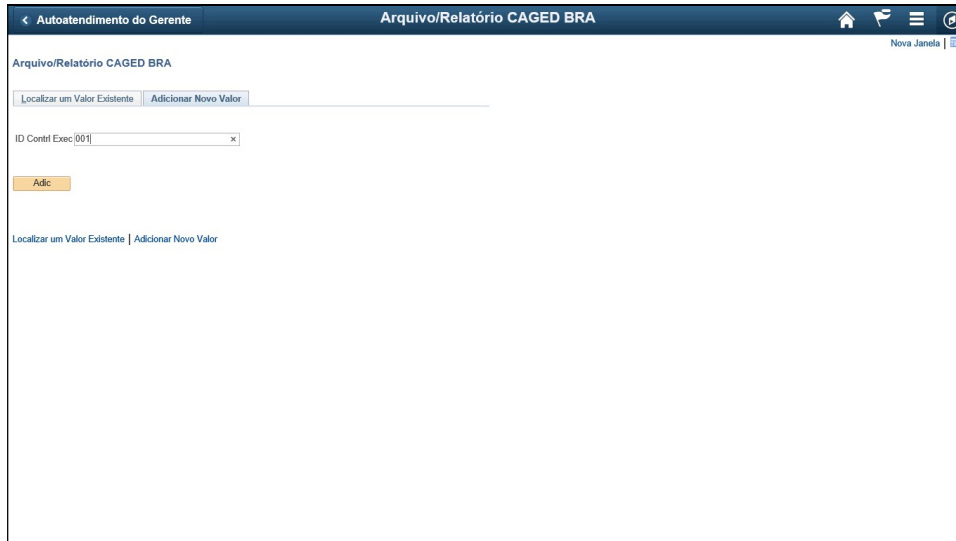 Autoatendimento do Gerente
Arquivo/Relatório CAGED BRA
Nova Janela |
Arquivo/Relatório CAGED BRA
Localizar um Valor Existente
Adicionar Novo Valor
ID Contrl Exec 001
Adic
Localizar um Valor Existente | Adicionar Novo Valor